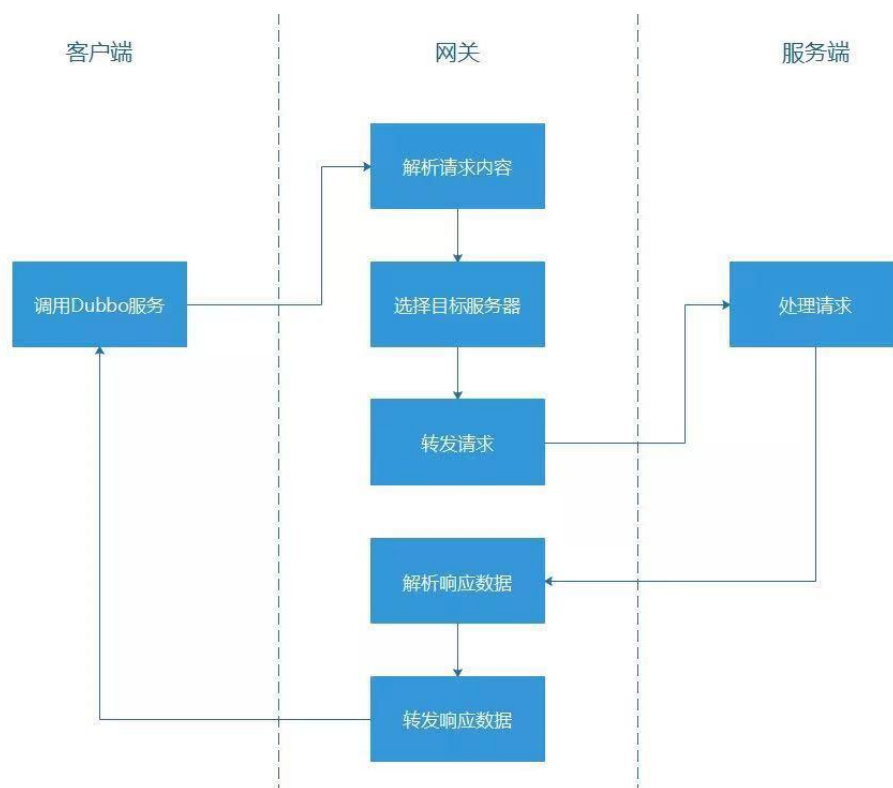 客户端
网关
服务端
解析请求内容
调用Dubbo服务
选择目标服务器
处理请求
转发请求
解析响应数据
转发响应数据